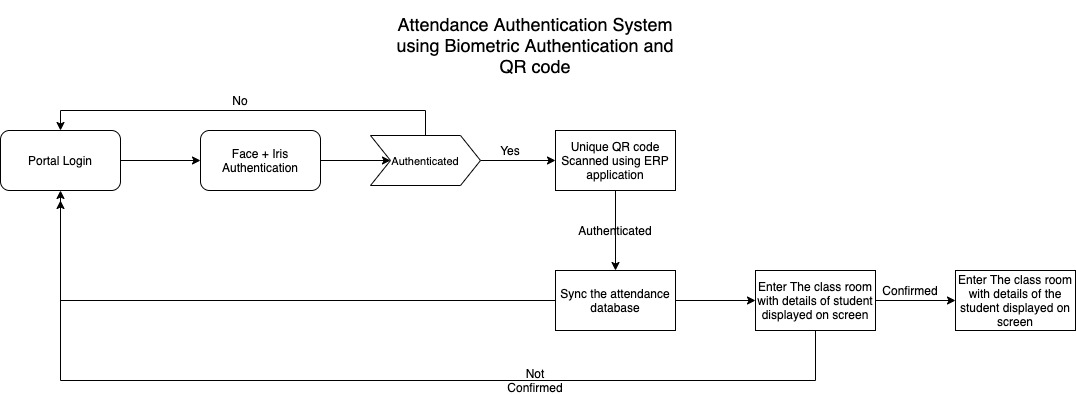 Attendance Authentication System
using Biometric Authentication and
QR code
No
Portal Login
Face + Iris
Authentication
Authenticated
Yes
Unique QR code
Scanned using ERP
application
Authenticated
Sync the attendance
database
Enter The class room
with details of student
displayed on screen
Confirmed
Enter The class room
with details of the
student displayed on
screen
Not
Confirmed